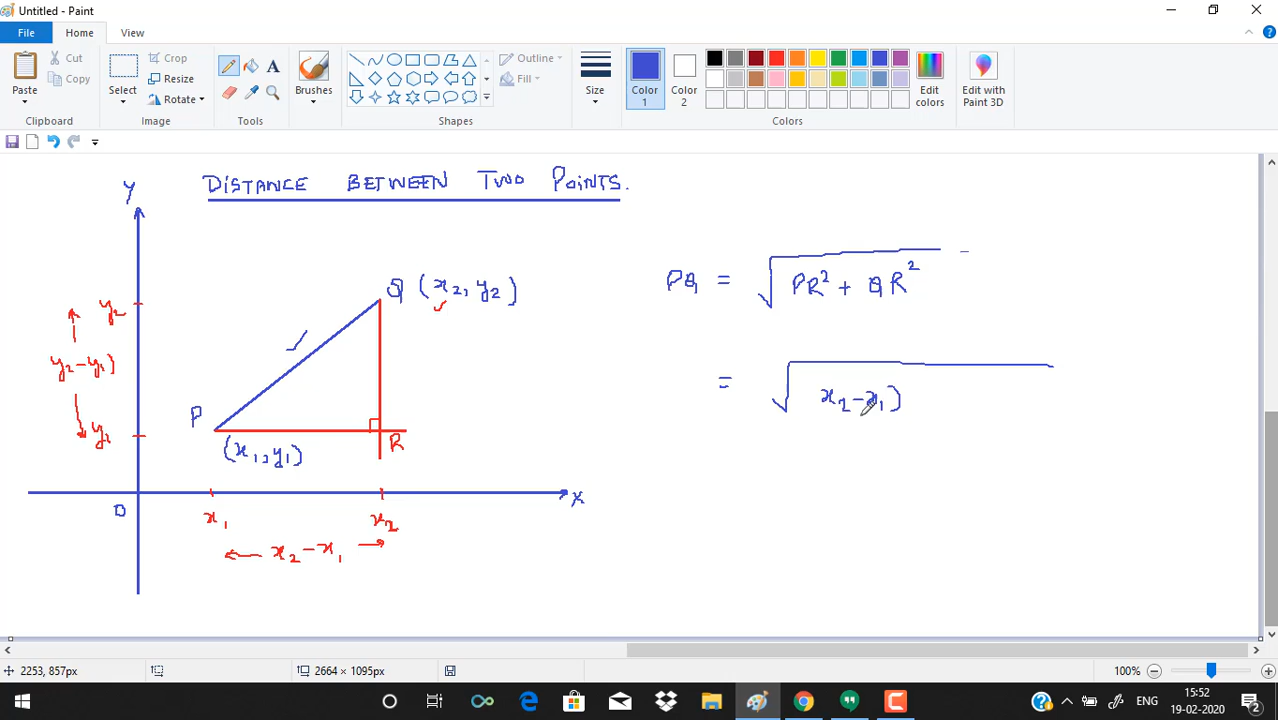 Untitled - Paint
File Home View
Paste
Cut
Copy
Clipboard
Select
Crop
Resize
Rotate
Image
Tools
Brushes
Outline
Fill
Shapes
Size
Color 1
Color 2
Edit colors
Colors
Edit with Paint 3D
DISTANCE BETWEEN TWO POINTS.
Y
Q (x₂, y₂)
PQ = √PR² + QR²
y₂
y₂-y₁)
= √ x₂-x₁)
P
y₁
(x₁, y₁)
R
O
X
x₁
x₂
← x₂-x₁ →
2253, 857px
2664 × 1095px
100%
ENG
15:52
19-02-2020
2